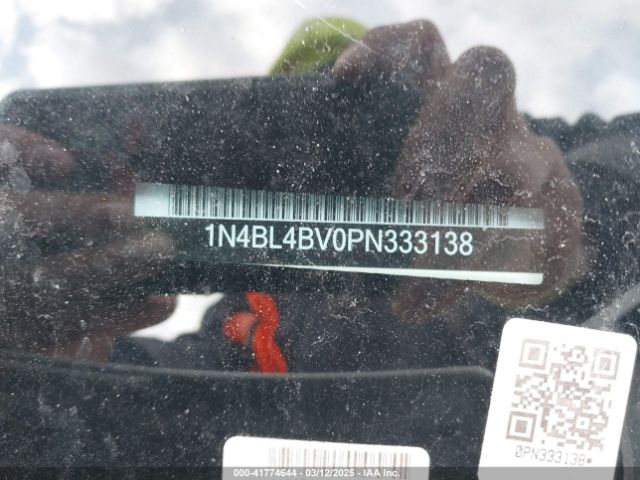 1N4BL4BV0PN333138
0PN333138*
000-41774644 — 03/12/2025 — IAA Inc.